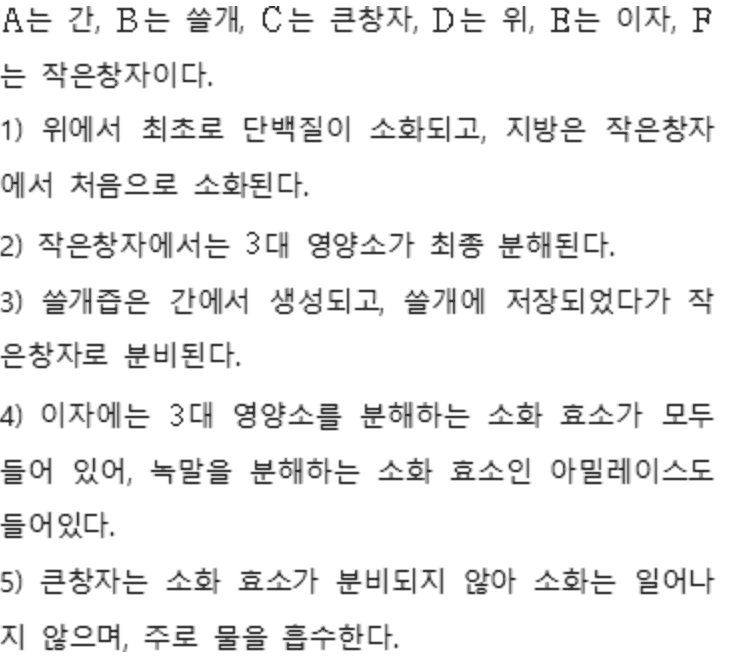 A는 간, B는 쓸개, C는 큰창자, D는 위, E는 이자, F
는 작은창자이다.
1) 위에서 최초로 단백질이 소화되고, 지방은 작은창자
에서 처음으로 소화된다.
2) 작은창자에서는 3대 영양소가 최종 분해된다.
3) 쓸개즙은 간에서 생성되고, 쓸개에 저장되었다가 작
은창자로 분비된다.
4) 이자에는 3대 영양소를 분해하는 소화 효소가 모두
들어 있어, 녹말을 분해하는 소화 효소인 아밀레이스도
들어있다.
5) 큰창자는 소화 효소가 분비되지 않아 소화는 일어나
지 않으며, 주로 물을 흡수한다.